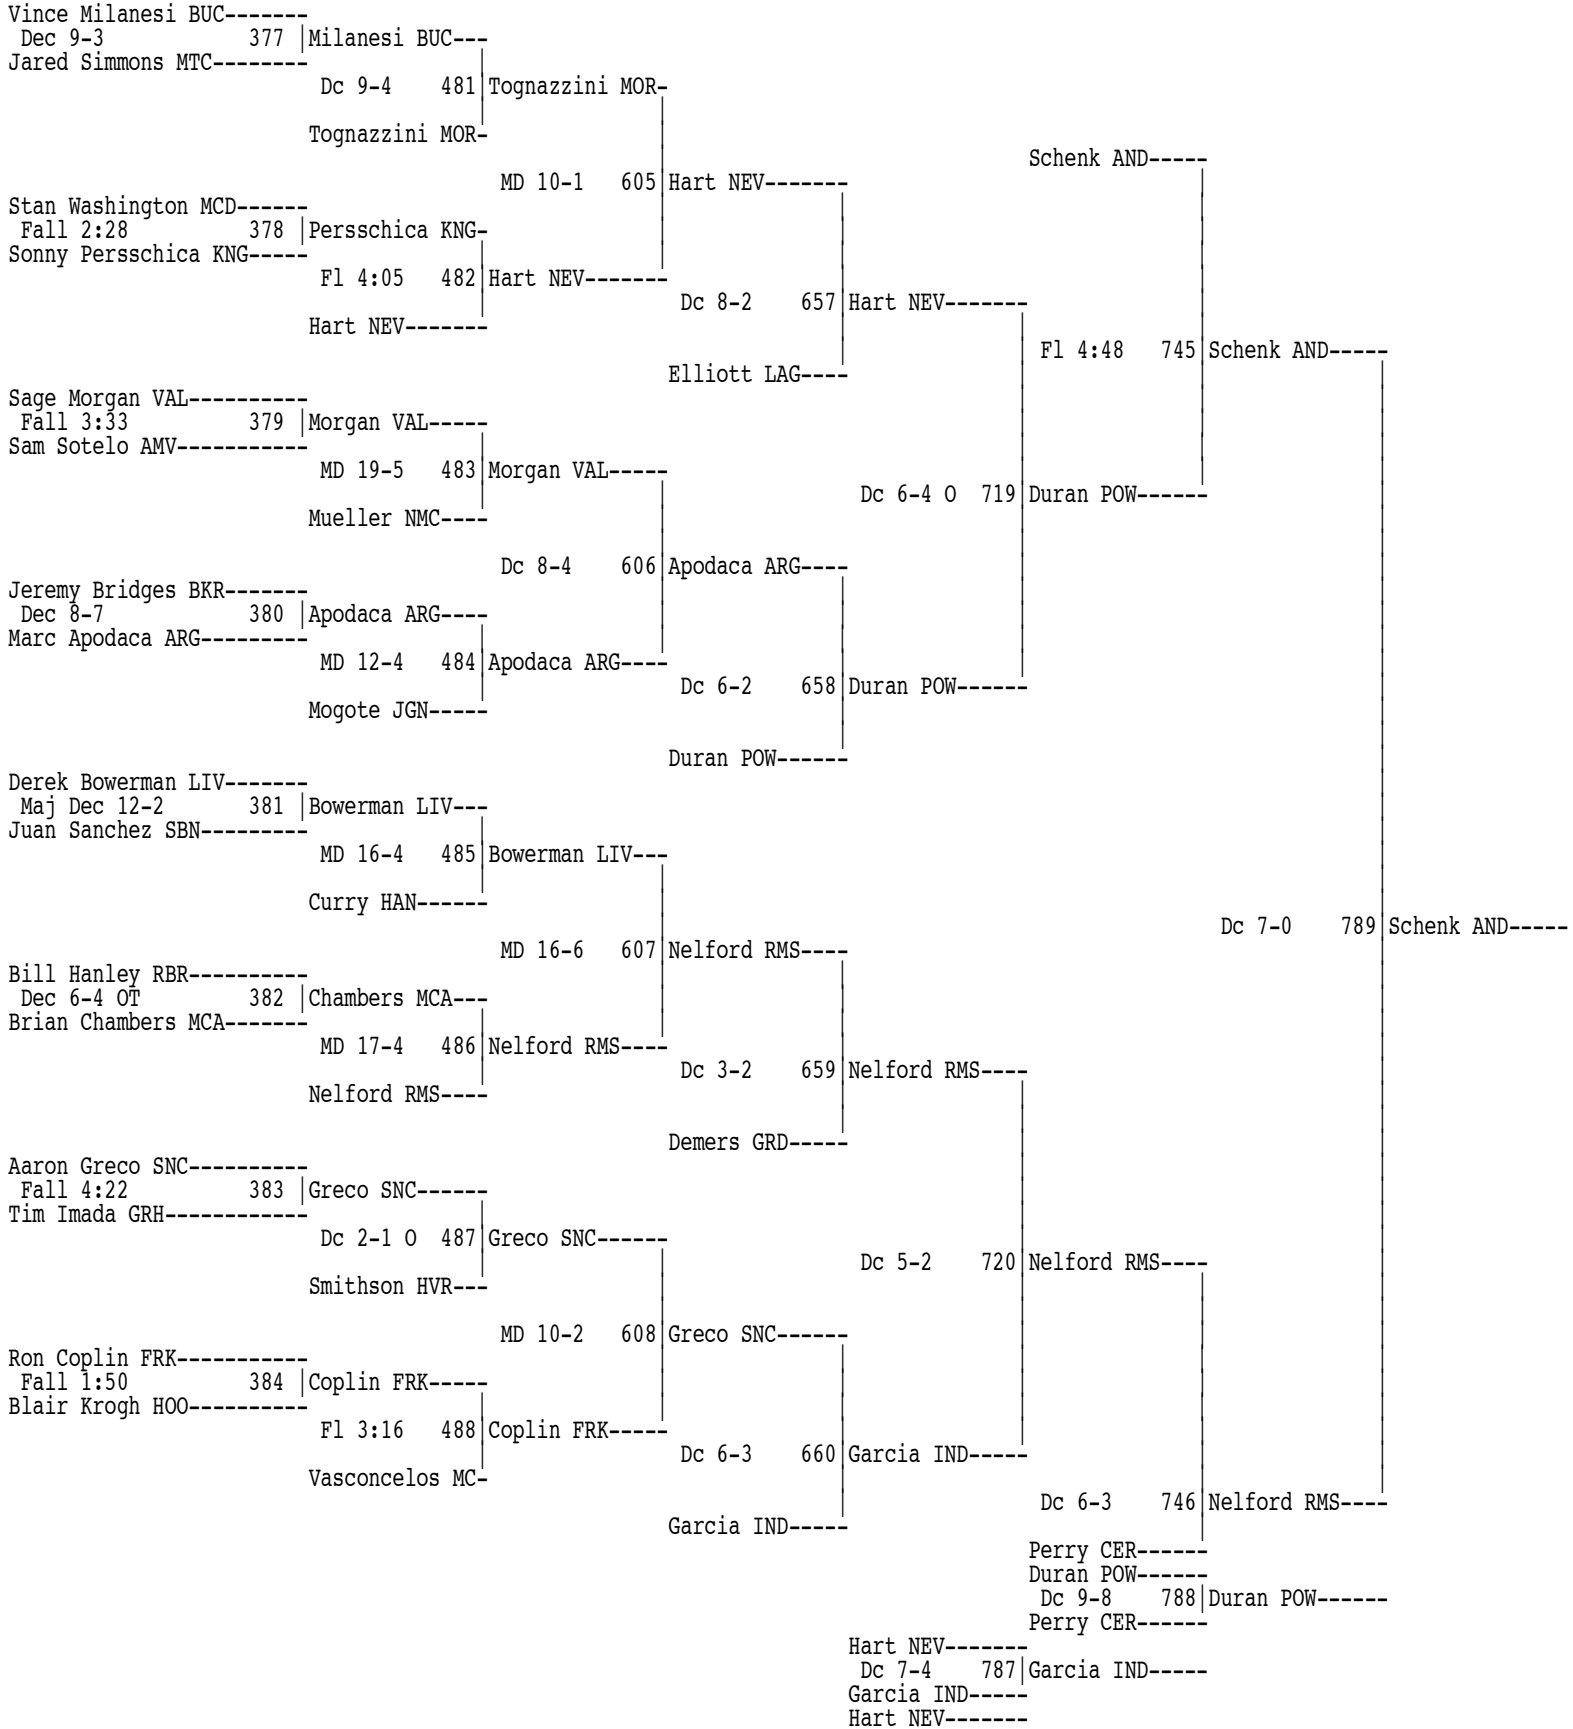 Vince Milanesi BUC-------
Dec 9-3 377 |Milanesi BUC---
Jared Simmons MTC--------
Dc 9-4 481|Tognazzini MOR-
Tognazzini MOR-
Schenk AND-----
MD 10-1 605|Hart NEV-------
Stan Washington MCD------
Fall 2:28 378 |Persschica KNG-
Sonny Persschica KNG-----
Fl 4:05 482|Hart NEV-------
Dc 8-2 657|Hart NEV-------
Hart NEV-------
Fl 4:48 745|Schenk AND-----
Elliott LAG----
Sage Morgan VAL----------
Fall 3:33 379 |Morgan VAL-----
Sam Sotelo AMV-----------
MD 19-5 483|Morgan VAL-----
Dc 6-4 O 719|Duran POW------
Mueller NMC----
Dc 8-4 606|Apodaca ARG----
Jeremy Bridges BKR-------
Dec 8-7 380 |Apodaca ARG----
Marc Apodaca ARG---------
MD 12-4 484|Apodaca ARG----
Dc 6-2 658|Duran POW------
Mogote JGN-----
Duran POW------
Derek Bowerman LIV-------
Maj Dec 12-2 381 |Bowerman LIV---
Juan Sanchez SBN---------
MD 16-4 485|Bowerman LIV---
Curry HAN------
Dc 7-0 789|Schenk AND-----
MD 16-6 607|Nelford RMS----
Bill Hanley RBR----------
Dec 6-4 OT 382 |Chambers MCA---
Brian Chambers MCA-------
MD 17-4 486|Nelford RMS----
Dc 3-2 659|Nelford RMS----
Nelford RMS----
Demers GRD-----
Aaron Greco SNC----------
Fall 4:22 383 |Greco SNC------
Tim Imada GRH------------
Dc 2-1 O 487|Greco SNC------
Dc 5-2 720|Nelford RMS----
Smithson HVR---
MD 10-2 608|Greco SNC------
Ron Coplin FRK-----------
Fall 1:50 384 |Coplin FRK-----
Blair Krogh HOO----------
Fl 3:16 488|Coplin FRK-----
Dc 6-3 660|Garcia IND-----
Vasconcelos MC-
Dc 6-3 746|Nelford RMS----
Garcia IND-----
Perry CER------
Duran POW------
Dc 9-8 788|Duran POW------
Perry CER------
Hart NEV-------
Dc 7-4 787|Garcia IND-----
Garcia IND-----
Hart NEV-------